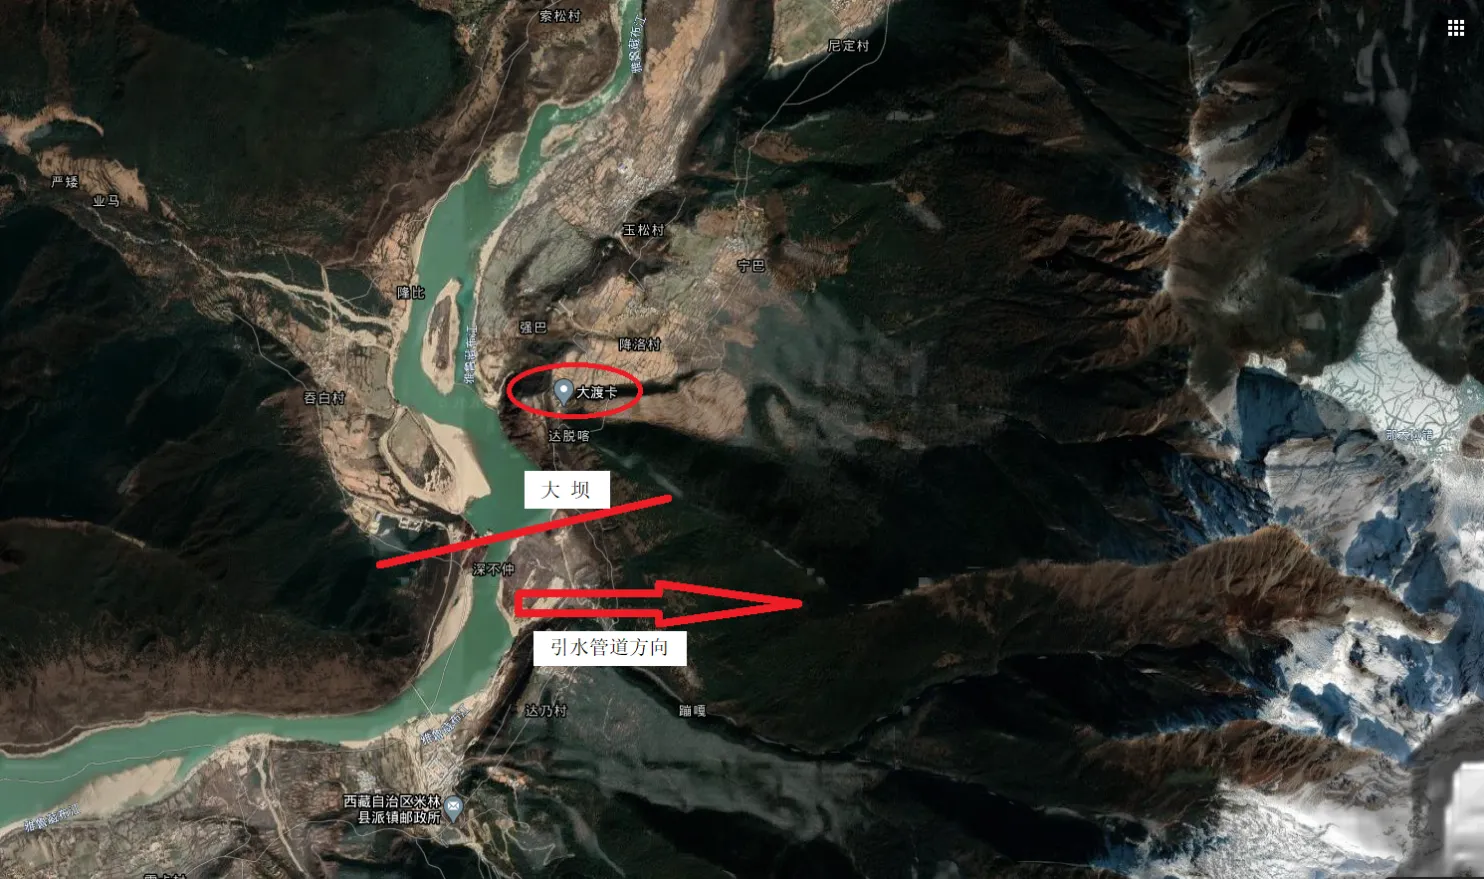 索松村
雅鲁藏布江
尼定村
严矮
业马
玉松村
宁巴
隆比
强巴
雅鲁藏布江
降洛村
吞白村
大渡卡
达脱喀
大 坝
深不仲
引水管道方向
达乃村
蹦嘎
雅鲁藏布江
西藏自治区米林
县派镇邮政所
雅鲁藏布江